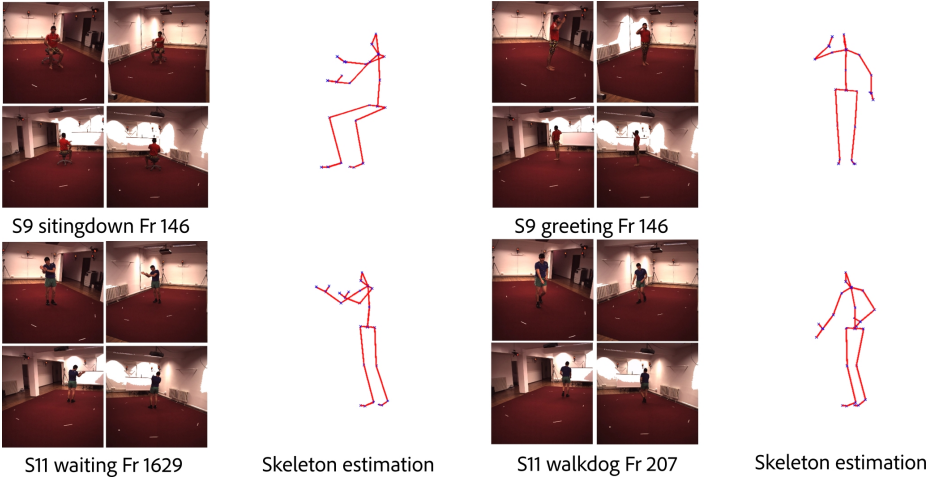 S9 sitingdown Fr 146
S9 greeting Fr 146
S11 waiting Fr 1629
Skeleton estimation
S11 walkdog Fr 207
Skeleton estimation